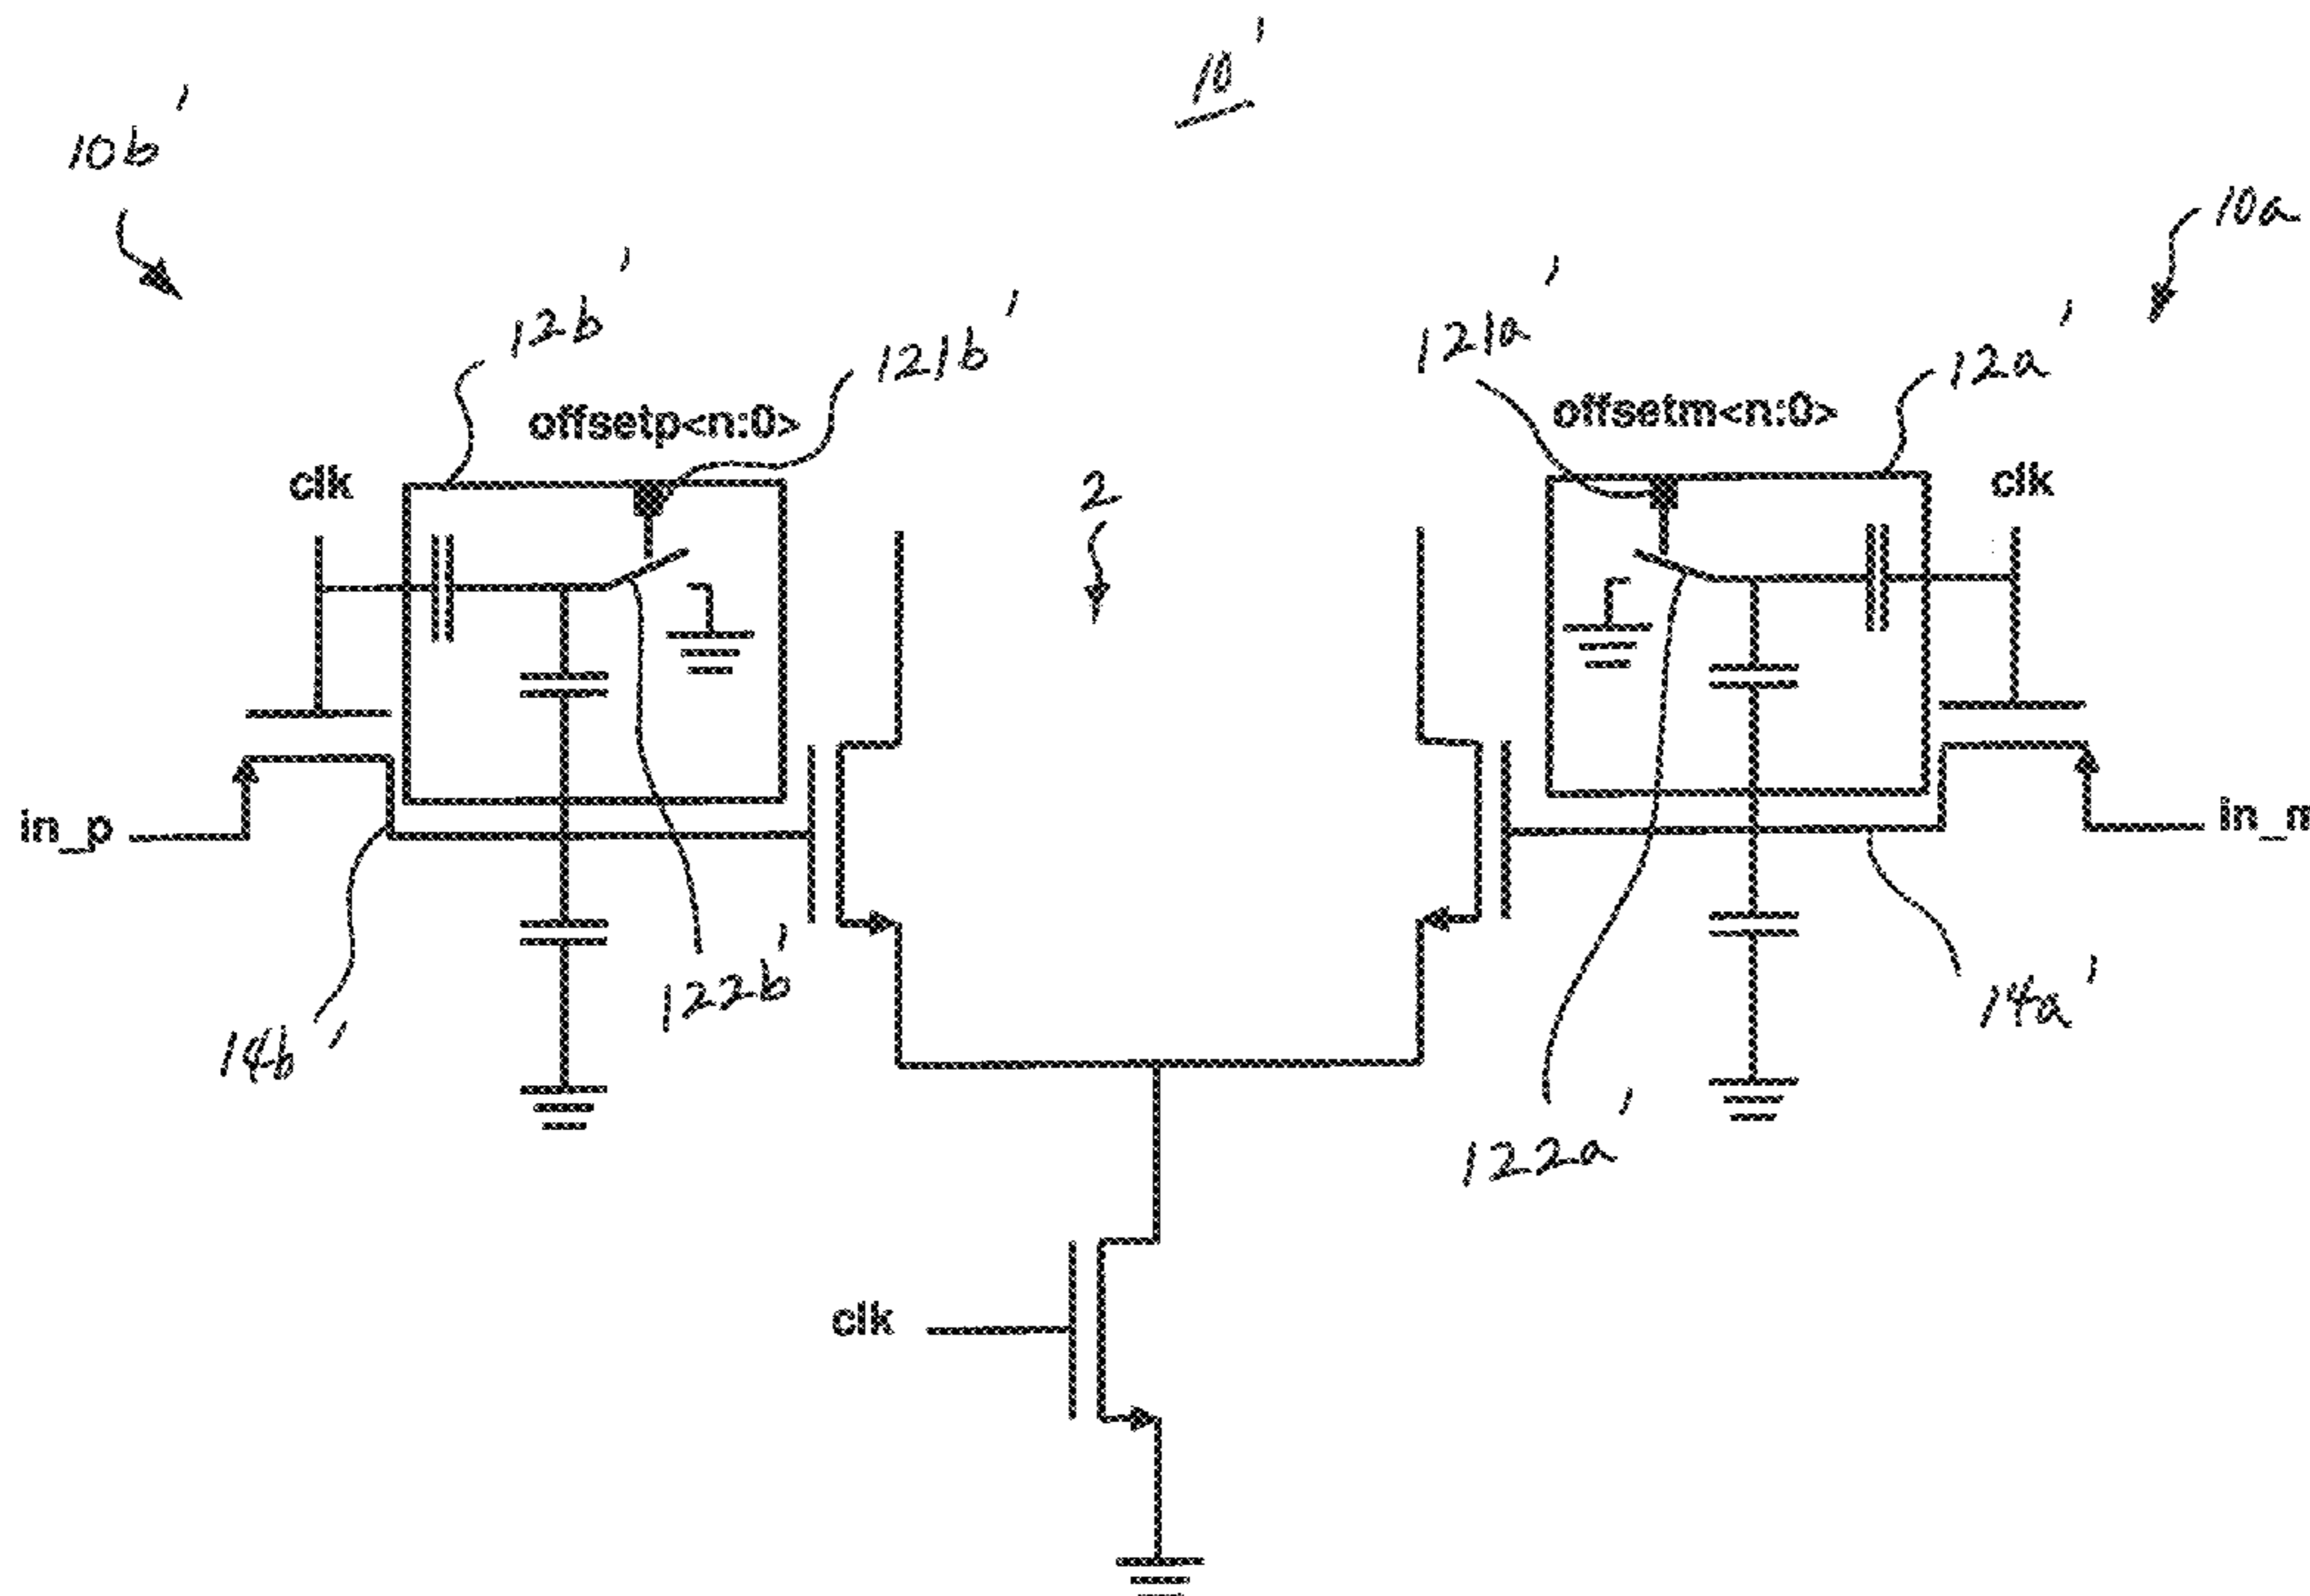 10'
10b'
10a
12b'
121b'
121a'
12a'
offsetp<n:0>
offsetm<n:0>
clk
2
clk
in_p
in_m
122b'
14b'
14a'
122a'
clk